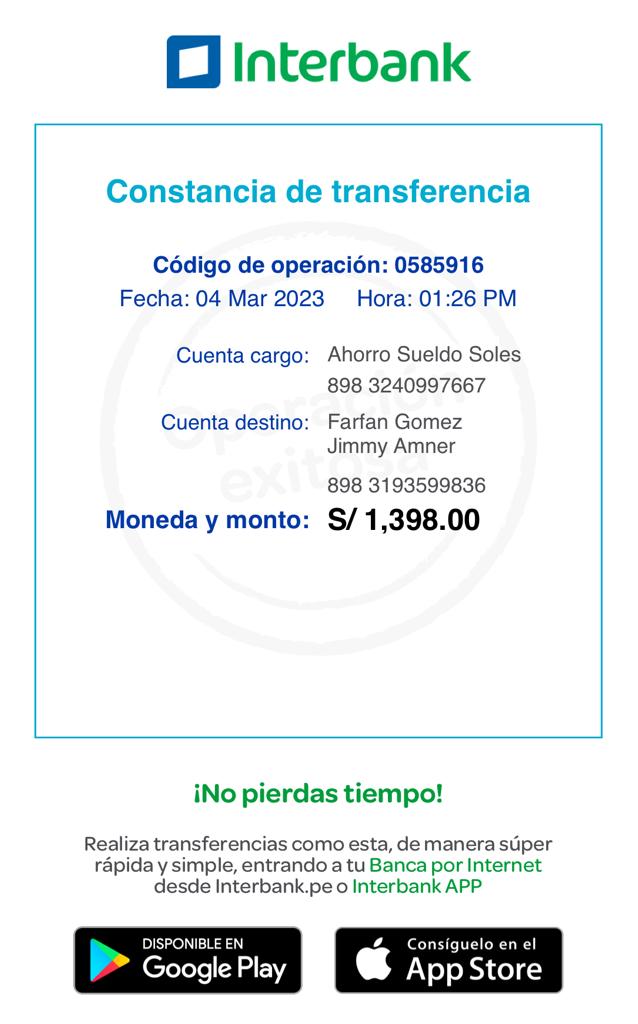 Interbank
Constancia de transferencia
Código de operación: 0585916
Fecha: 04 Mar 2023 Hora: 01:26 PM
Cuenta cargo: Ahorro Sueldo Soles
898 3240997667
Cuenta destino: Farfan Gomez
Jimmy Amner
898 3193599836
Moneda y monto: S/ 1,398.00
Operación
exitosa
¡No pierdas tiempo!
Realiza transferencias como esta, de manera súper
rápida y simple, entrando a tu Banca por Internet
desde Interbank.pe o Interbank APP
DISPONIBLE EN
Google Play
Consíguelo en el
App Store